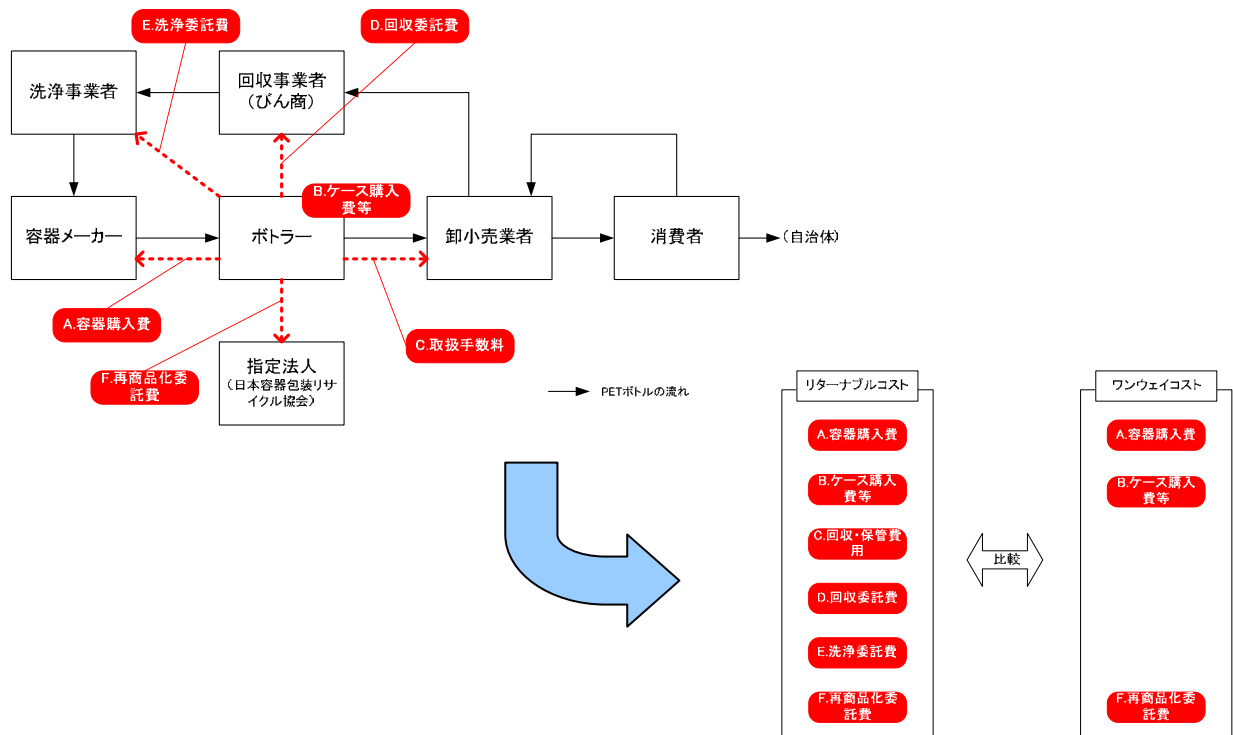 E.洗浄委託費
D.回収委託費
洗浄事業者
回収事業者
(びん商)
B.ケース購入
費等
容器メーカー
ボトラー
卸小売業者
消費者
(自治体)
A.容器購入費
C.取扱手数料
F.再商品化委
託費
指定法人
(日本容器包装リサ
イクル協会)
PETボトルの流れ
リターナブルコスト
ワンウェイコスト
A.容器購入費
A.容器購入費
B.ケース購入
費等
B.ケース購入
費等
C.回収・保管費
用
比較
D.回収委託費
E.洗浄委託費
F.再商品化委
託費
F.再商品化委
託費